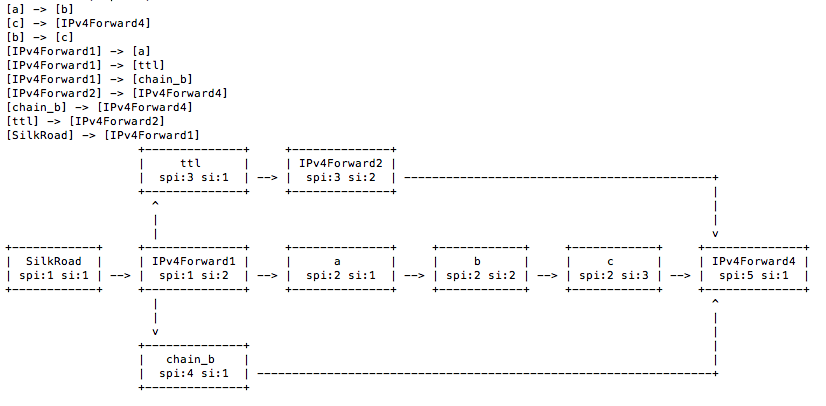 [a] -> [b]
[c] -> [IPv4Forward4]
[b] -> [c]
[IPv4Forward1] -> [a]
[IPv4Forward1] -> [ttl]
[IPv4Forward1] -> [chain_b]
[IPv4Forward2] -> [IPv4Forward4]
[chain_b] -> [IPv4Forward4]
[ttl] -> [IPv4Forward2]
[SilkRoad] -> [IPv4Forward1]
ttl IPv4Forward2
spi:3 si:1 --> spi:3 si:2
SilkRoad IPv4Forward1 a b c IPv4Forward4
spi:1 si:1 --> spi:1 si:2 --> spi:2 si:1 --> spi:2 si:2 --> spi:2 si:3 --> spi:5 si:1
chain_b
spi:4 si:1